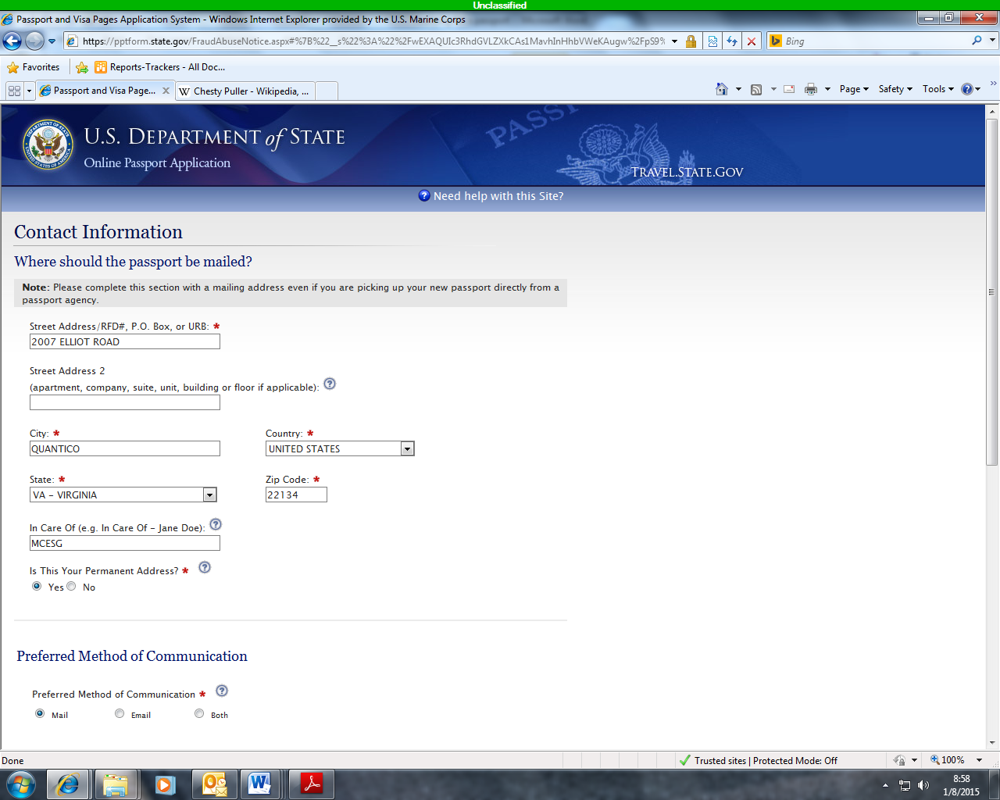 Unclassified
Passport and Visa Pages Application System - Windows Internet Explorer provided by the U.S. Marine Corps
https://pptform.state.gov/FraudAbuseNotice.aspx#%7B%22__s%22%3A%22%2FwEXAQUIc3RhdGVLZXkCAs1MavhInHhbVWeKAugw%2FpS9%
Bing
Favorites
Reports-Trackers - All Doc...
Passport and Visa Page...
Chesty Puller - Wikipedia, ...
Page
Safety
Tools
U.S. DEPARTMENT of STATE
Online Passport Application
PASSP
TRAVEL.STATE.GOV
Need help with this Site?
Contact Information
Where should the passport be mailed?
Note: Please complete this section with a mailing address even if you are picking up your new passport directly from a
passport agency.
Street Address/RFD#, P.O. Box, or URB: *
2007 ELLIOT ROAD
Street Address 2
(apartment, company, suite, unit, building or floor if applicable):
City: *
Country: *
QUANTICO
UNITED STATES
State: *
Zip Code: *
VA - VIRGINIA
22134
In Care Of (e.g. In Care Of - Jane Doe):
MCESG
Is This Your Permanent Address? *
Yes
No
Preferred Method of Communication
Preferred Method of Communication *
Mail
Email
Both
Done
Trusted sites | Protected Mode: Off
100%
8:58
1/8/2015